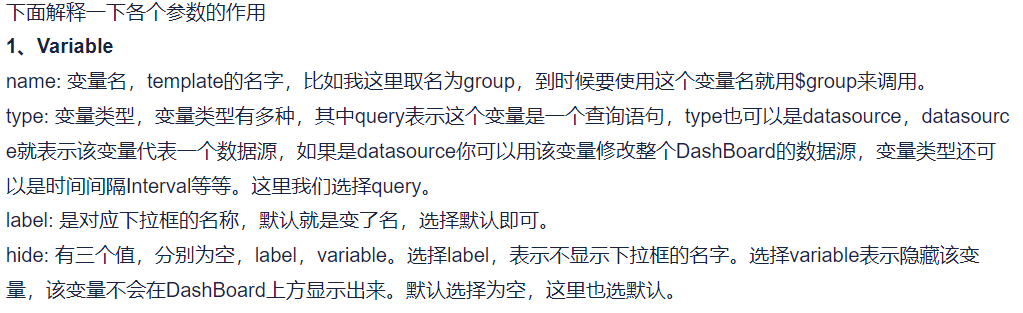 下面解释一下各个参数的作用
1、Variable
name: 变量名，template的名字，比如我这里取名为group，到时候要使用这个变量名就用$group来调用。
type: 变量类型，变量类型有多种，其中query表示这个变量是一个查询语句，type也可以是datasource，datasourc
e就表示该变量代表一个数据源，如果是datasource你可以用该变量修改整个DashBoard的数据源，变量类型还可
以是时间间隔Interval等等。这里我们选择query。
label: 是对应下拉框的名称，默认就是变了名，选择默认即可。
hide: 有三个值，分别为空，label，variable。选择label，表示不显示下拉框的名字。选择variable表示隐藏该变
量，该变量不会在DashBoard上方显示出来。默认选择为空，这里也选默认。